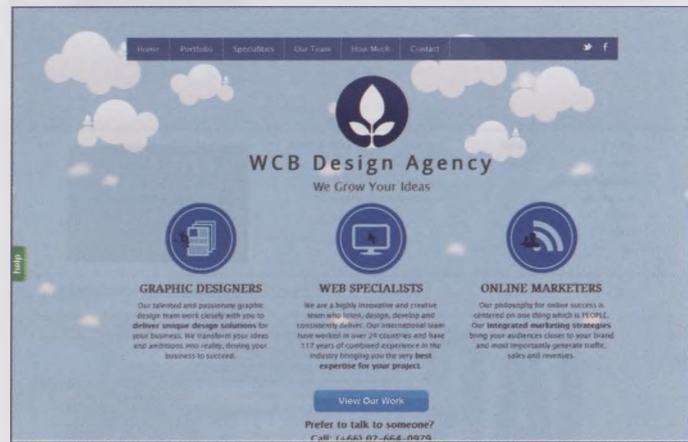 Home Portfolio Specialities Our Team How Much Contact
WCB Design Agency
We Grow Your Ideas
help
GRAPHIC DESIGNERS
Our talented and passionate graphic
design team work closely with you to
deliver unique design solutions for
your business. We transform your ideas
and ambitions into reality, driving your
business to succeed.
WEB SPECIALISTS
We are a highly innovative and creative
team who listen, design, develop and
consistently deliver. Our international team
have worked in over 24 countries and have
117 years of combined experience in the
industry bringing you the very best
expertise for your project.
ONLINE MARKETERS
Our philosophy for online success is
centered on one thing which is PEOPLE.
Our integrated marketing strategies
bring your audiences closer to your brand
and most importantly generate traffic,
sales and revenues.
View Our Work
Prefer to talk to someone?
Call: (+66) 02-664-0979